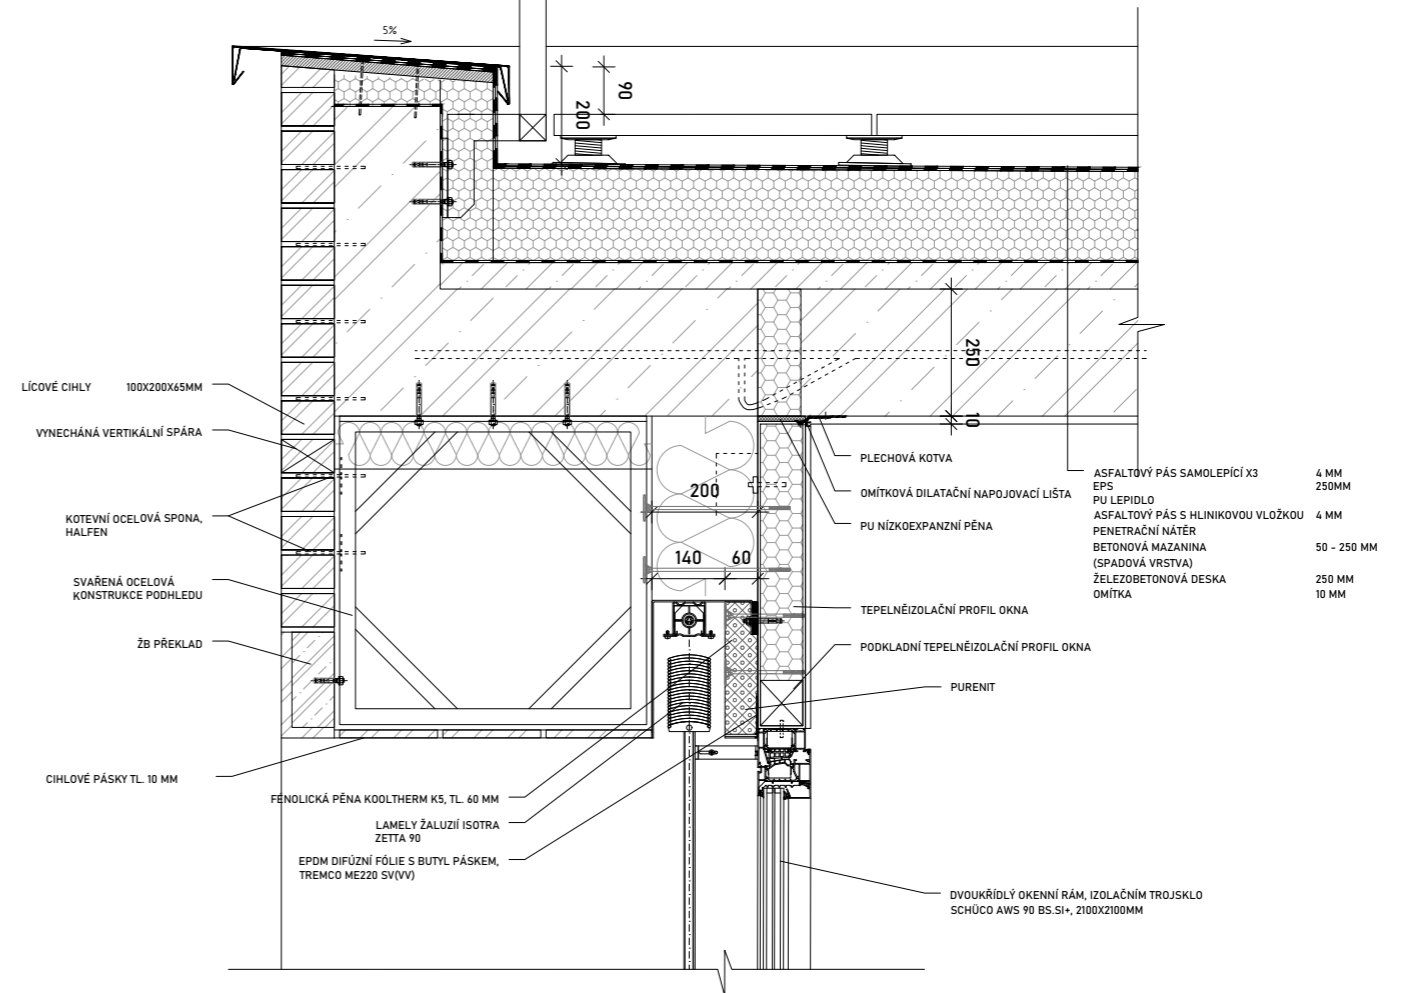 5%
90
200
250
10
LÍCOVÉ CIHLY 100X200X65MM
VYNECHÁNÁ VERTIKÁLNÍ SPÁRA
KOTEVNÍ OCELOVÁ SPONA,
HALFEN
SVAŘENÁ OCELOVÁ
KONSTRUKCE PODHLEDU
ŽB PŘEKLAD
CIHLOVÉ PÁSKY TL. 10 MM
200
140 60
FENOLICKÁ PĚNA KOOLTHERM K5, TL. 60 MM
LAMELY ŽALUZIÍ ISOTRA
ZETTA 90
EPDM DIFÚZNÍ FÓLIE S BUTYL PÁSKEM,
TREMCO ME220 SV(VV)
PLECHOVÁ KOTVA
OMÍTKOVÁ DILATAČNÍ NAPOJOVACÍ LIŠTA
PU NÍZKOEXPANZNÍ PĚNA
TEPELNĚIZOLAČNÍ PROFIL OKNA
PODKLADNÍ TEPELNĚIZOLAČNÍ PROFIL OKNA
PURENIT
DVOUKŘÍDLÝ OKENNÍ RÁM, IZOLAČNÍM TROJSKLO
SCHÜCO AWS 90 BS.SI+, 2100X2100MM
ASFALTOVÝ PÁS SAMOLEPÍCÍ X3 4 MM
EPS 250MM
PU LEPIDLO
ASFALTOVÝ PÁS S HLINIKOVOU VLOŽKOU 4 MM
PENETRAČNÍ NÁTĚR
BETONOVÁ MAZANINA 50 - 250 MM
(SPADOVÁ VRSTVA)
ŽELEZOBETONOVÁ DESKA 250 MM
OMÍTKA 10 MM